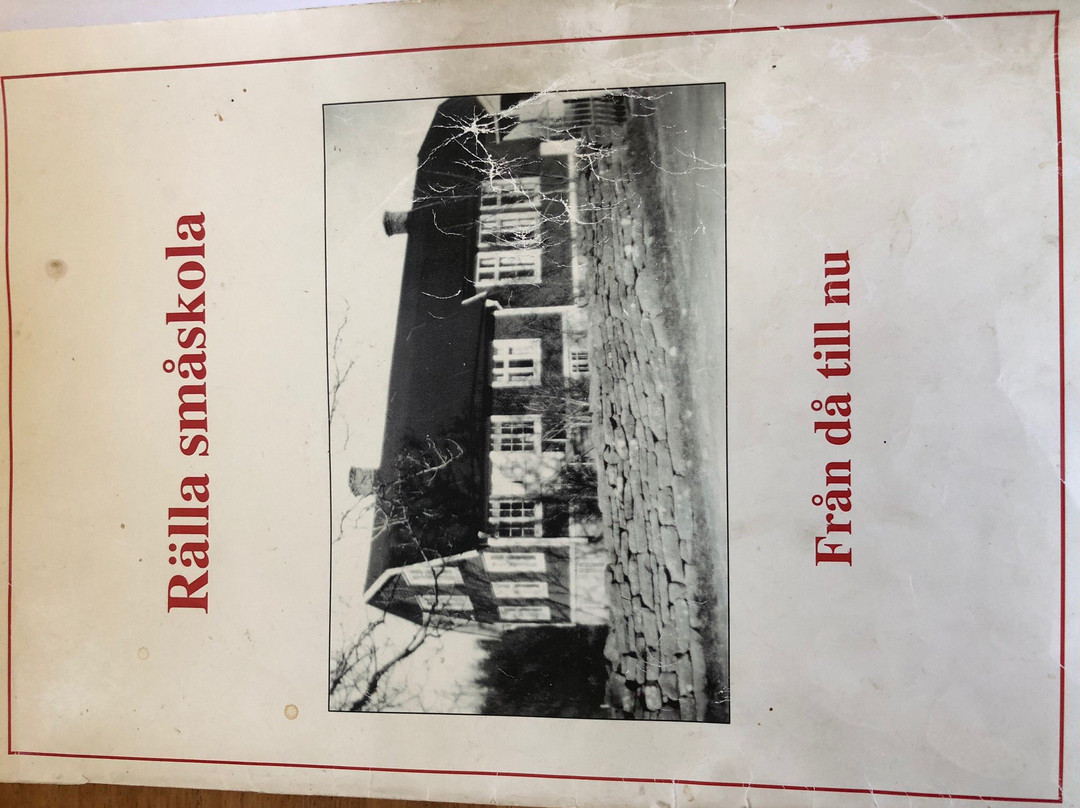 Rälla småskola
Från då till nu